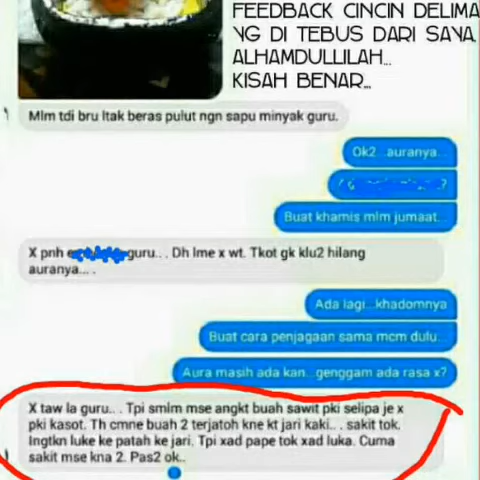 FEEDBACK CINCIN DELIMA
YG DI TEBUS DARI SAYA
ALHAMDULLILAH...
KISAH BENAR...
Mlm tdi bru ltak beras pulut ngn sapu minyak guru.
Ok2 ..auranya...
Buat khamis mlm jumaat...
X pnh guru.. . Dh lme x wt. Tkot gk klu2 hilang
auranya... .
Ada lagi...khadomnya
Buat cara penjagaan sama mcm dulu...
Aura masih ada kan...genggam ada rasa x?
X taw la guru.. . Tpi smlm mse angkt buah sawit pki selipa je x
pki kasot. Th cmne buah 2 terjatoh kne kt jari kaki.. . sakit tok.
Ingtkn luke ke patah ke jari. Tpi xad pape tok xad luka. Cuma
sakit mse kna 2. Pas2 ok..